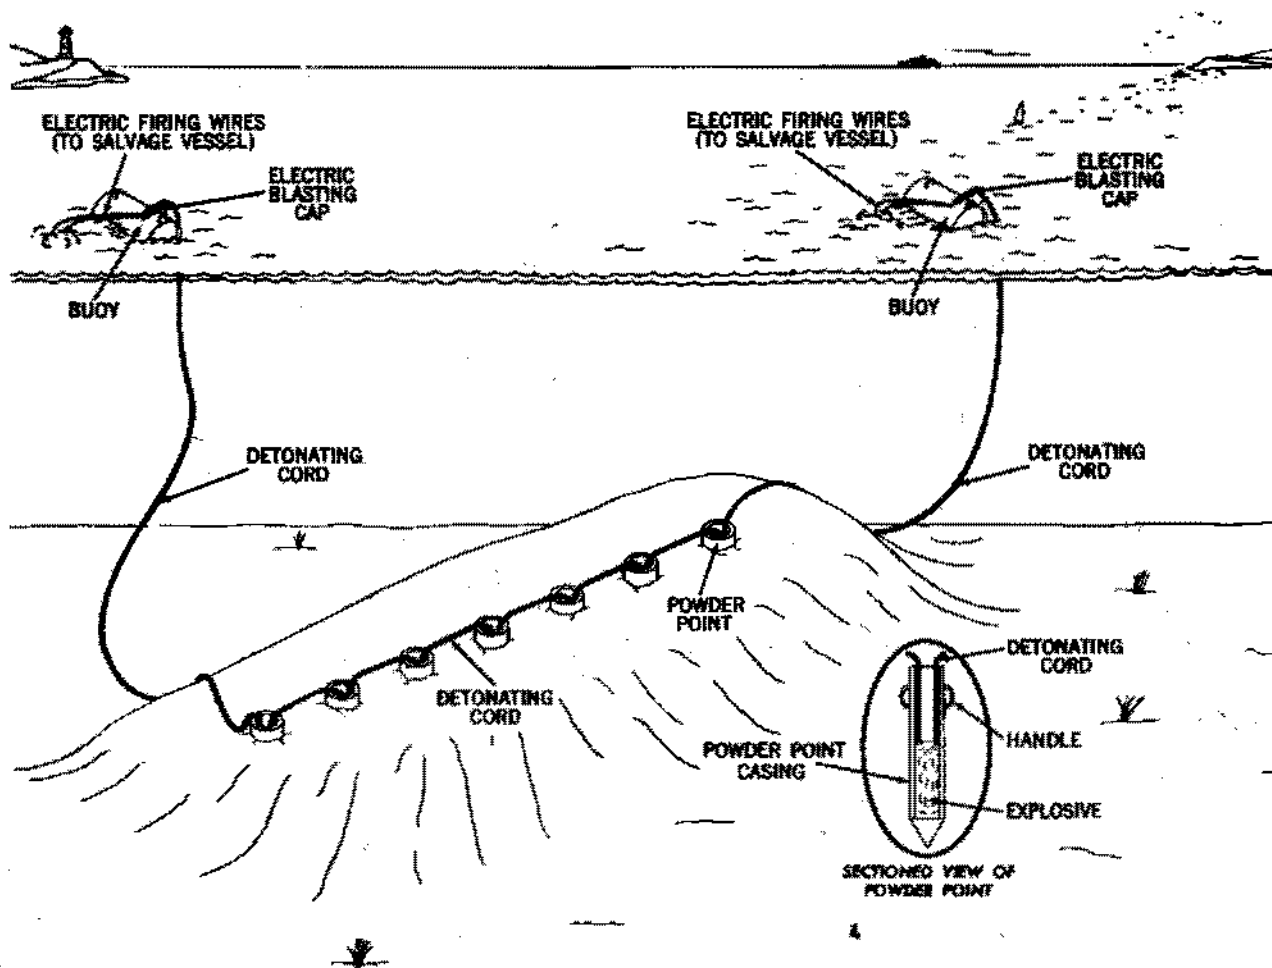 ELECTRIC FIRING WIRES
(TO SALVAGE VESSEL)
ELECTRIC
BLASTING
CAP
BUOY
ELECTRIC FIRING WIRES
(TO SALVAGE VESSEL)
ELECTRIC
BLASTING
CAP
BUOY
DETONATING
CORD
DETONATING
CORD
POWDER
POINT
DETONATING
CORD
DETONATING
CORD
HANDLE
POWDER POINT
CASING
EXPLOSIVE
SECTIONED VIEW OF
POWDER POINT